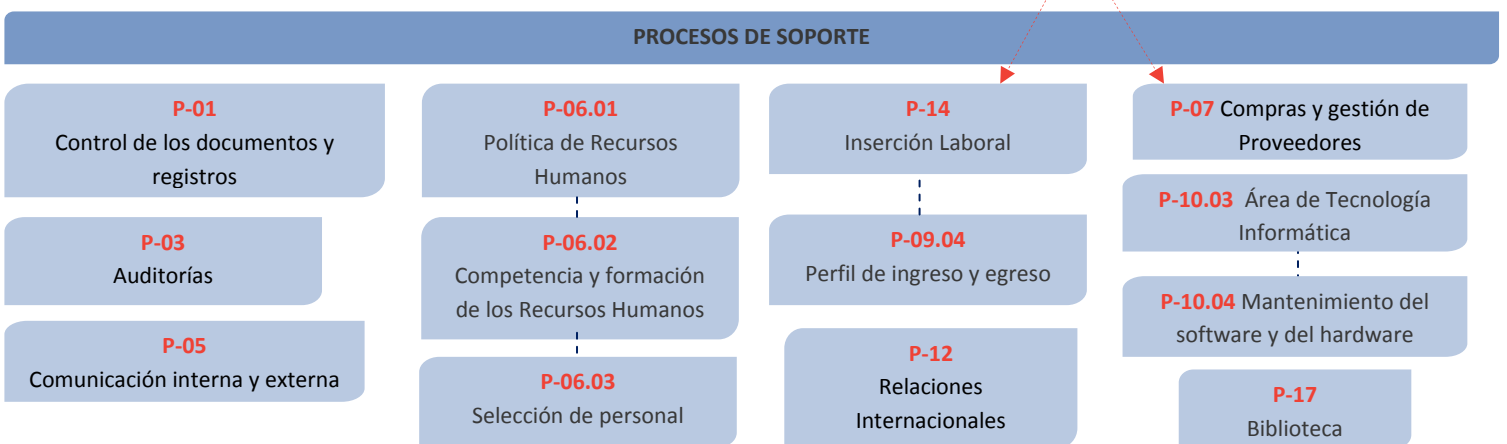 PROCESOS DE SOPORTE
P-01
Control de los documentos y
registros
P-03
Auditorías
P-05
Comunicación interna y externa
P-06.01
Política de Recursos
Humanos
P-06.02
Competencia y formación
de los Recursos Humanos
P-06.03
Selección de personal
P-14
Inserción Laboral
P-09.04
Perfil de ingreso y egreso
P-12
Relaciones
Internacionales
P-07 Compras y gestión de
Proveedores
P-10.03 Área de Tecnología
Informática
P-10.04 Mantenimiento del
software y del hardware
P-17
Biblioteca